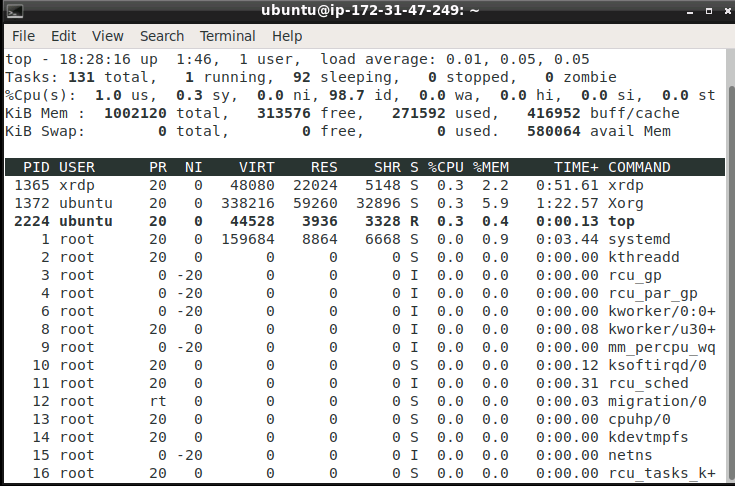 ubuntu@ip-172-31-47-249: ~
File Edit View Search Terminal Help
top - 18:28:16 up  1:46,  1 user,  load average: 0.01, 0.05, 0.05
Tasks: 131 total,   1 running,  92 sleeping,   0 stopped,   0 zombie
%Cpu(s):  1.0 us,  0.3 sy,  0.0 ni, 98.7 id,  0.0 wa,  0.0 hi,  0.0 si,  0.0 st
KiB Mem :  1002120 total,   313576 free,   271592 used,   416952 buff/cache
KiB Swap:        0 total,        0 free,        0 used.   580064 avail Mem
  PID USER      PR  NI    VIRT    RES    SHR S %CPU %MEM     TIME+ COMMAND
 1365 xrdp      20   0   48080  22024   5148 S  0.3  2.2   0:51.61 xrdp
 1372 ubuntu    20   0  338216  59260  32896 S  0.3  5.9   1:22.57 Xorg
 2224 ubuntu    20   0   44528   3936   3328 R  0.3  0.4   0:00.13 top
    1 root      20   0  159684   8864   6668 S  0.0  0.9   0:03.44 systemd
    2 root      20   0       0      0      0 S  0.0  0.0   0:00.00 kthreadd
    3 root       0 -20       0      0      0 I  0.0  0.0   0:00.00 rcu_gp
    4 root       0 -20       0      0      0 I  0.0  0.0   0:00.00 rcu_par_gp
    6 root       0 -20       0      0      0 I  0.0  0.0   0:00.00 kworker/0:0+
    8 root      20   0       0      0      0 I  0.0  0.0   0:00.08 kworker/u30+
    9 root       0 -20       0      0      0 I  0.0  0.0   0:00.00 mm_percpu_wq
   10 root      20   0       0      0      0 S  0.0  0.0   0:00.12 ksoftirqd/0
   11 root      20   0       0      0      0 I  0.0  0.0   0:00.31 rcu_sched
   12 root      rt   0       0      0      0 S  0.0  0.0   0:00.03 migration/0
   13 root      20   0       0      0      0 S  0.0  0.0   0:00.00 cpuhp/0
   14 root      20   0       0      0      0 S  0.0  0.0   0:00.00 kdevtmpfs
   15 root       0 -20       0      0      0 I  0.0  0.0   0:00.00 netns
   16 root      20   0       0      0      0 S  0.0  0.0   0:00.00 rcu_tasks_k+